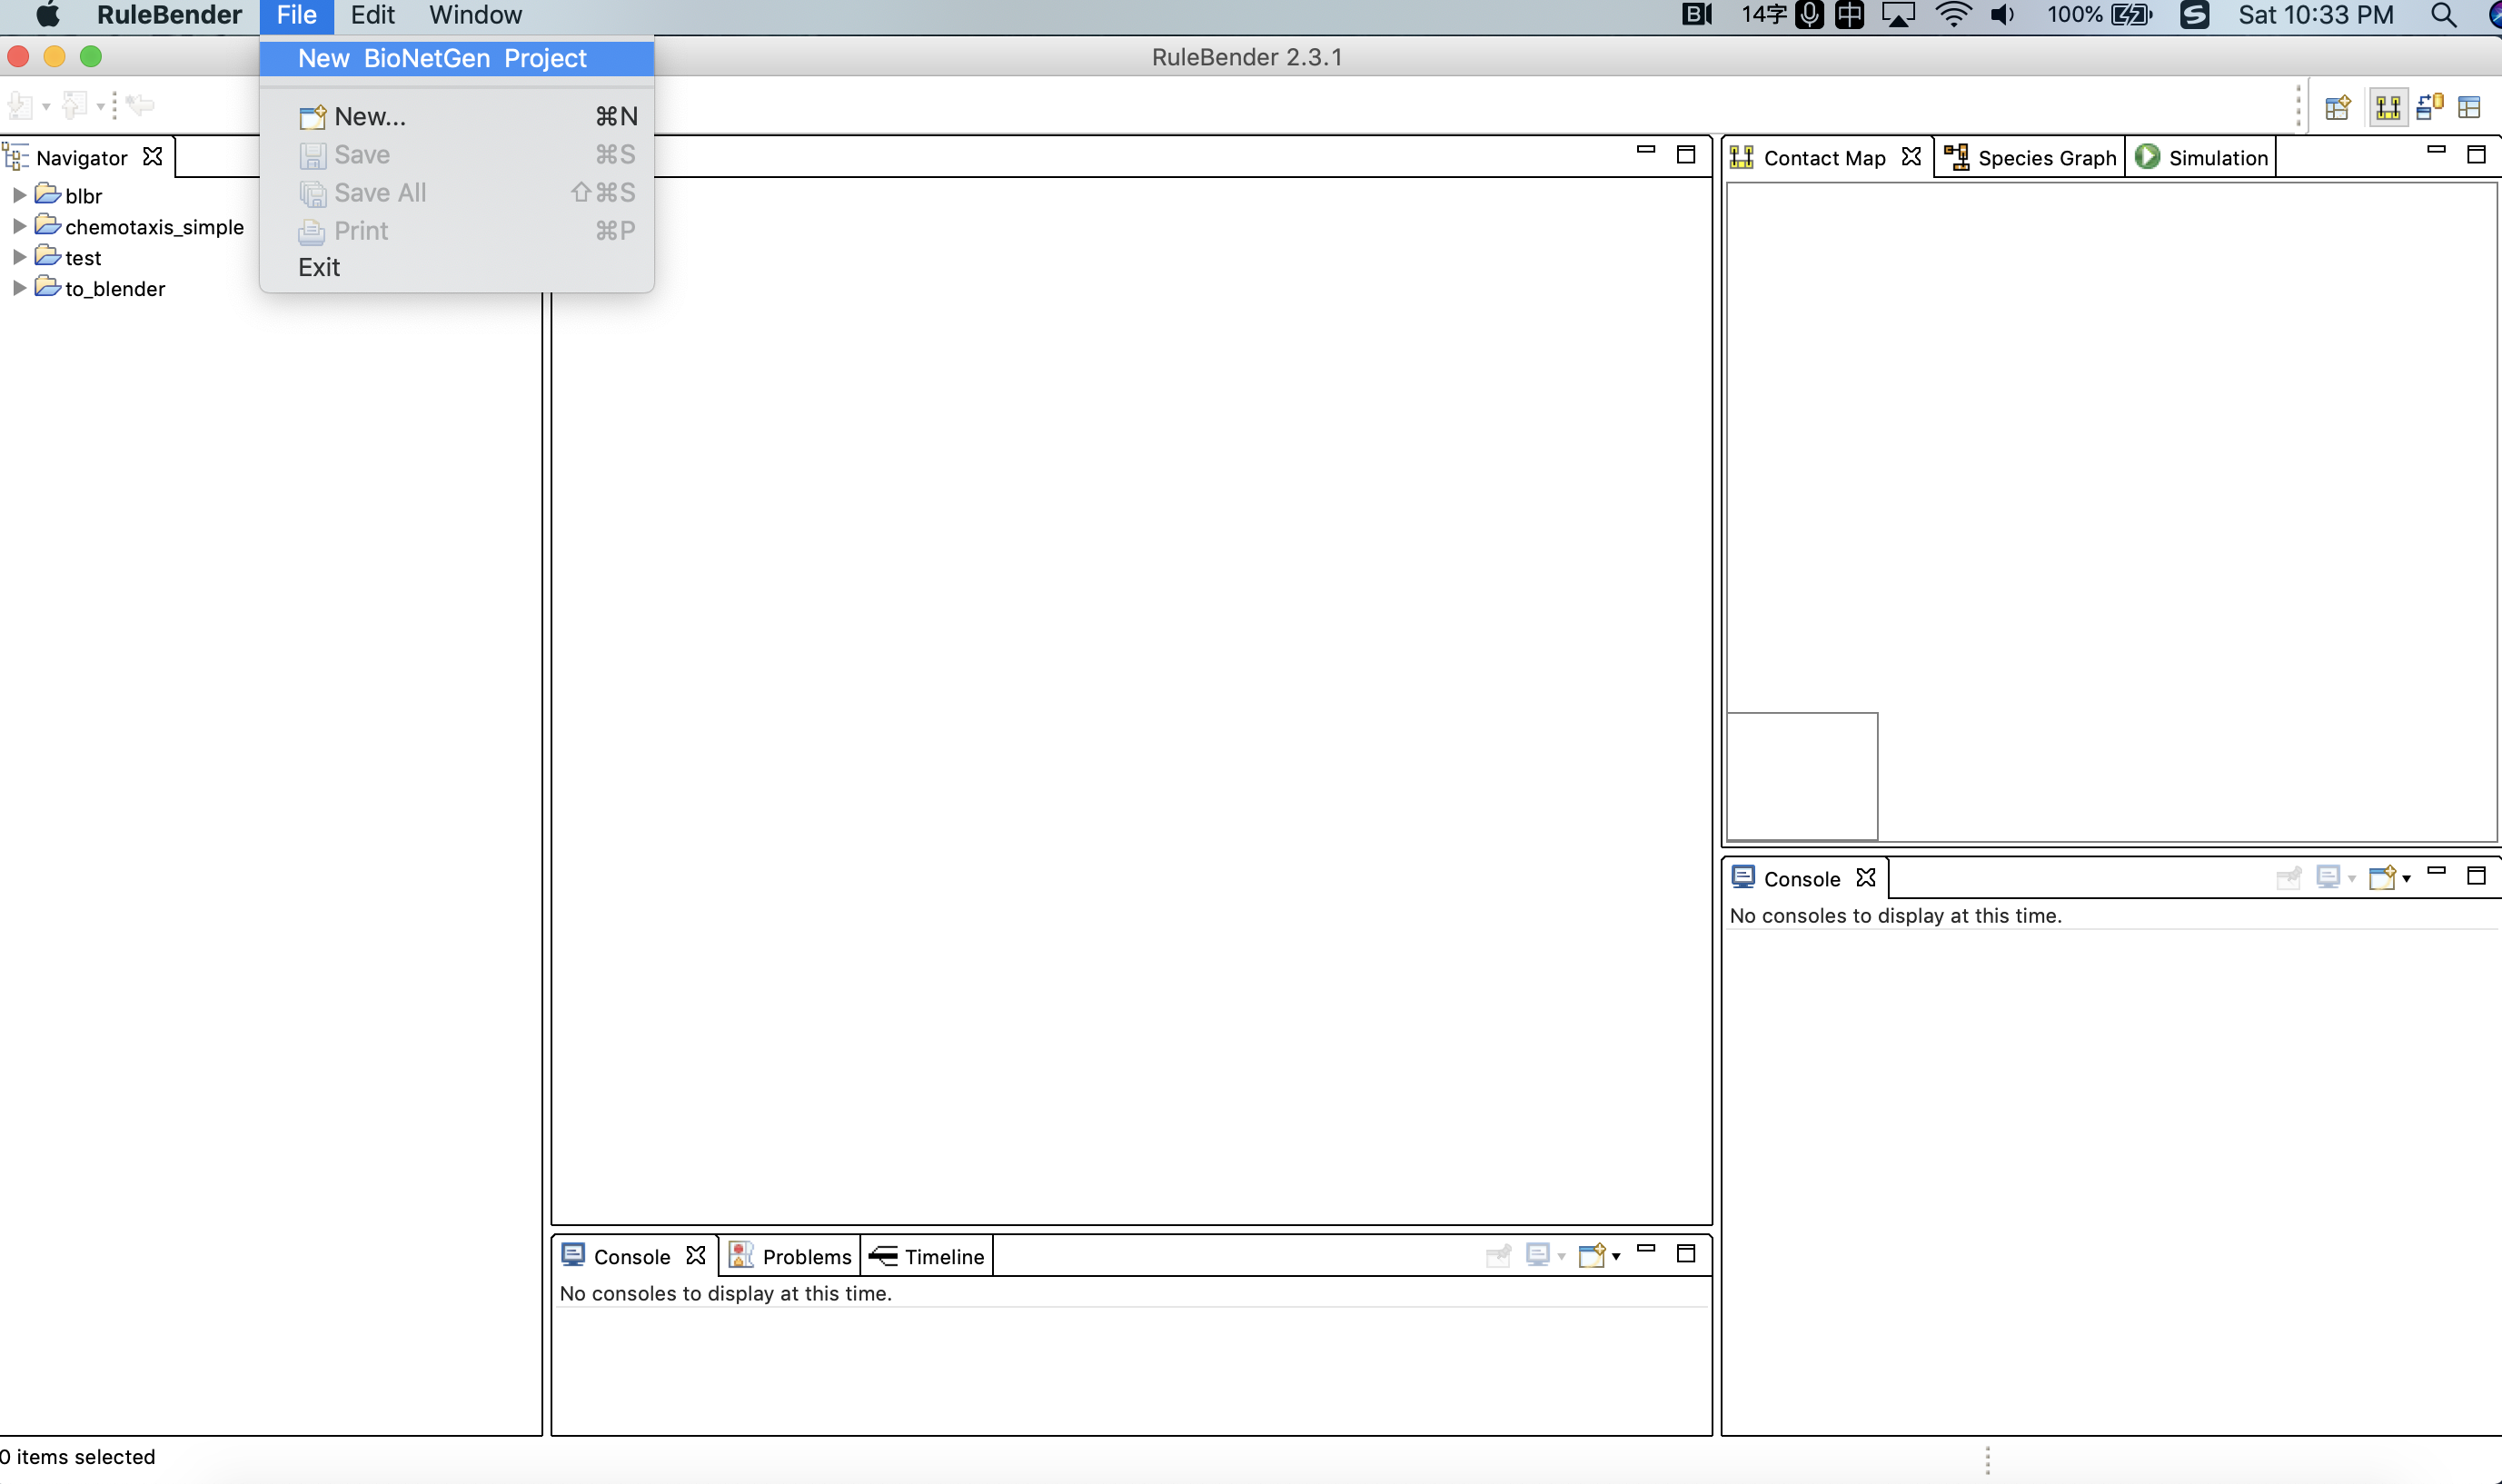 RuleBender File Edit Window 14字 中 100% Sat 10:33 PM
RuleBender 2.3.1
New BioNetGen Project
New... ⌘N
Save ⌘S
Save All ⇧⌘S
Print ⌘P
Exit
Navigator
blbr
chemotaxis_simple
test
to_blender
Contact Map Species Graph Simulation
Console
No consoles to display at this time.
Console Problems Timeline
No consoles to display at this time.
0 items selected